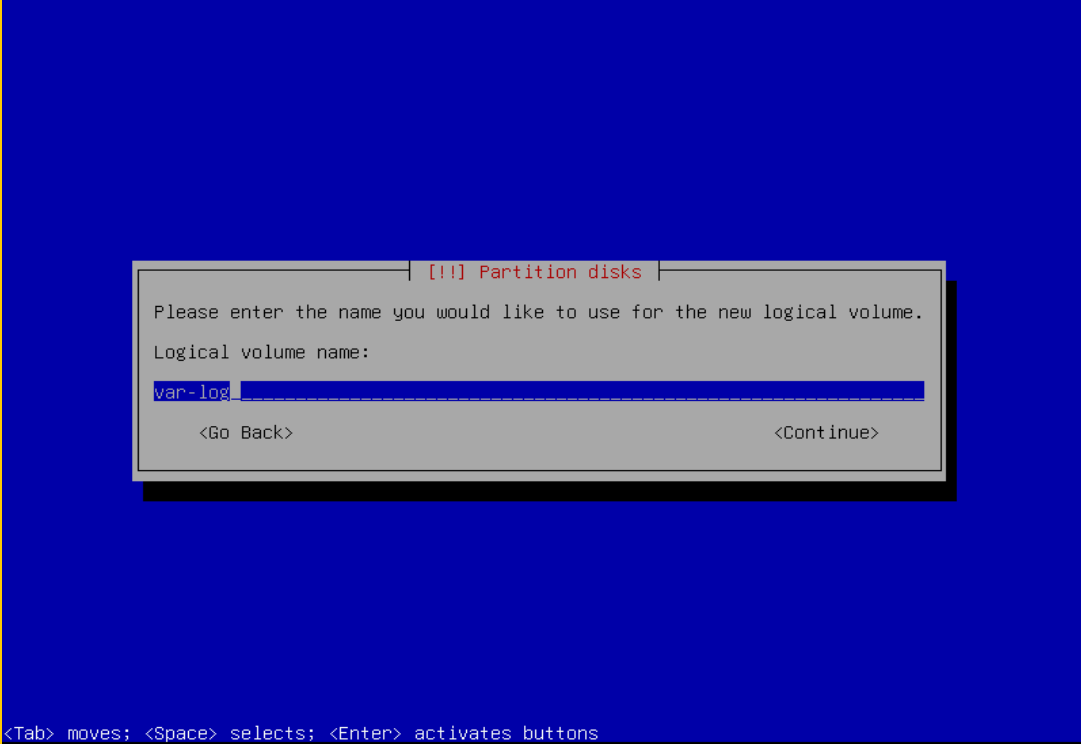 [!!] Partition disks
Please enter the name you would like to use for the new logical volume.
Logical volume name:
var-log
<Go Back> <Continue>
<Tab> moves; <Space> selects; <Enter> activates buttons